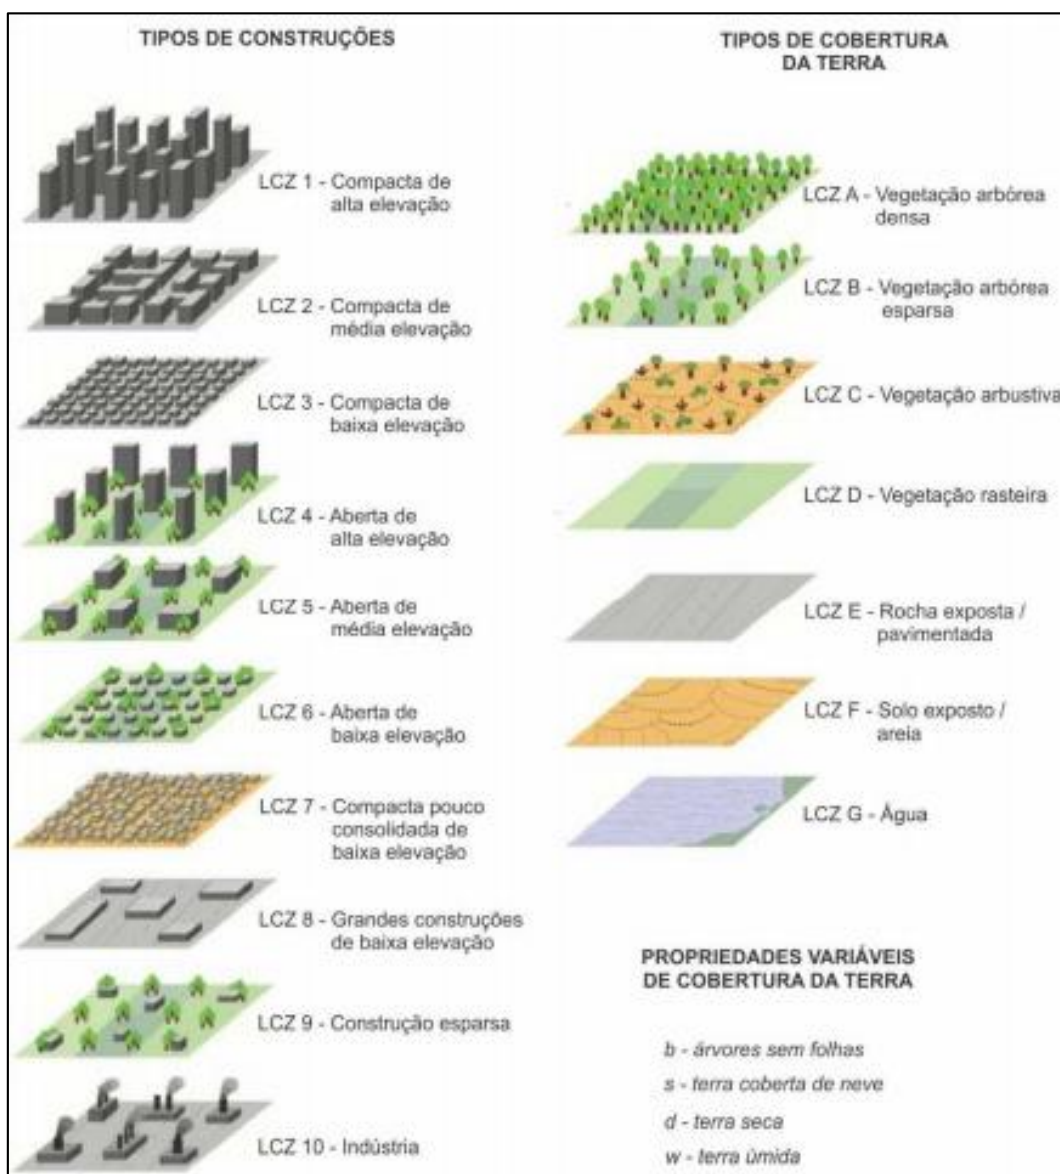 TIPOS DE CONSTRUÇÕES
LCZ 1 - Compacta de
alta elevação
LCZ 2 - Compacta de
média elevação
LCZ 3 - Compacta de
baixa elevação
LCZ 4 - Aberta de
alta elevação
LCZ 5 - Aberta de
média elevação
LCZ 6 - Aberta de
baixa elevação
LCZ 7 - Compacta pouco
consolidada de
baixa elevação
LCZ 8 - Grandes construções
de baixa elevação
LCZ 9 - Construção esparsa
LCZ 10 - Indústria
TIPOS DE COBERTURA
DA TERRA
LCZ A - Vegetação arbórea
densa
LCZ B - Vegetação arbórea
esparsa
LCZ C - Vegetação arbustiva
LCZ D - Vegetação rasteira
LCZ E - Rocha exposta /
pavimentada
LCZ F - Solo exposto /
areia
LCZ G - Água
PROPRIEDADES VARIÁVEIS
DE COBERTURA DA TERRA
b - árvores sem folhas
s - terra coberta de neve
d - terra seca
w - terra úmida